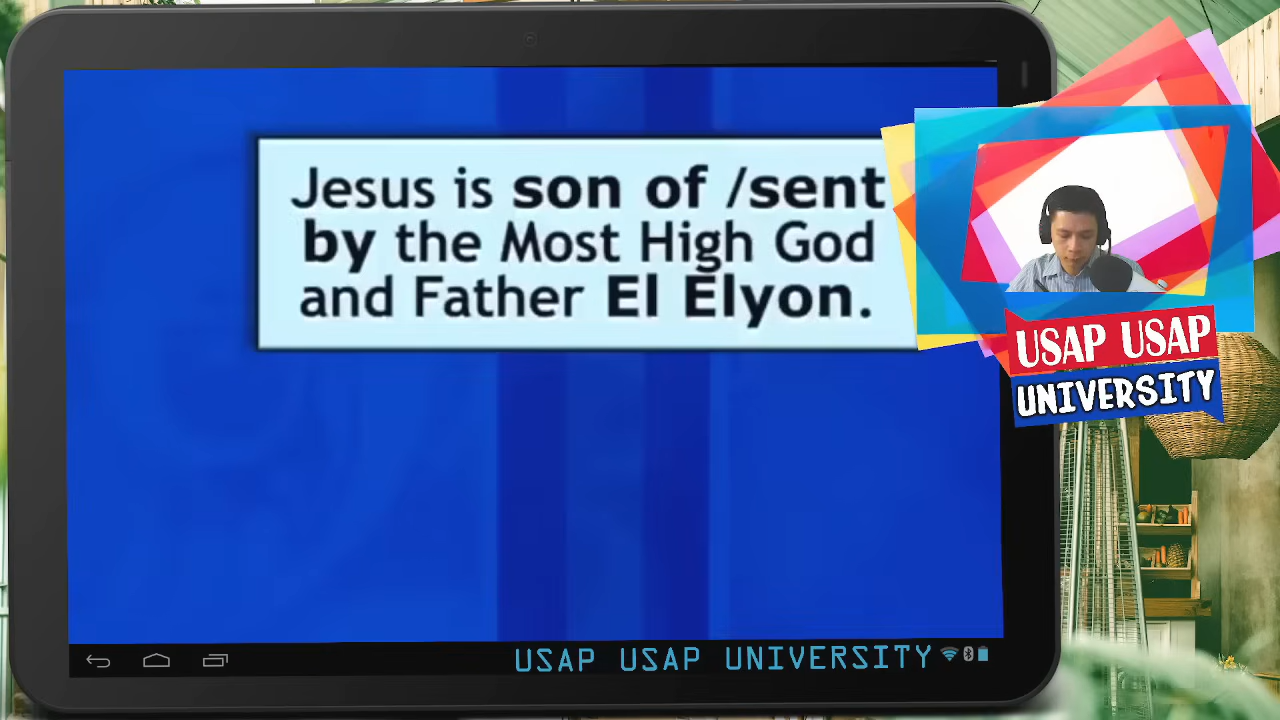 Jesus is son of /sent
by the Most High God
and Father El Elyon.
USAP USAP
UNIVERSITY
USAP USAP UNIVERSITY